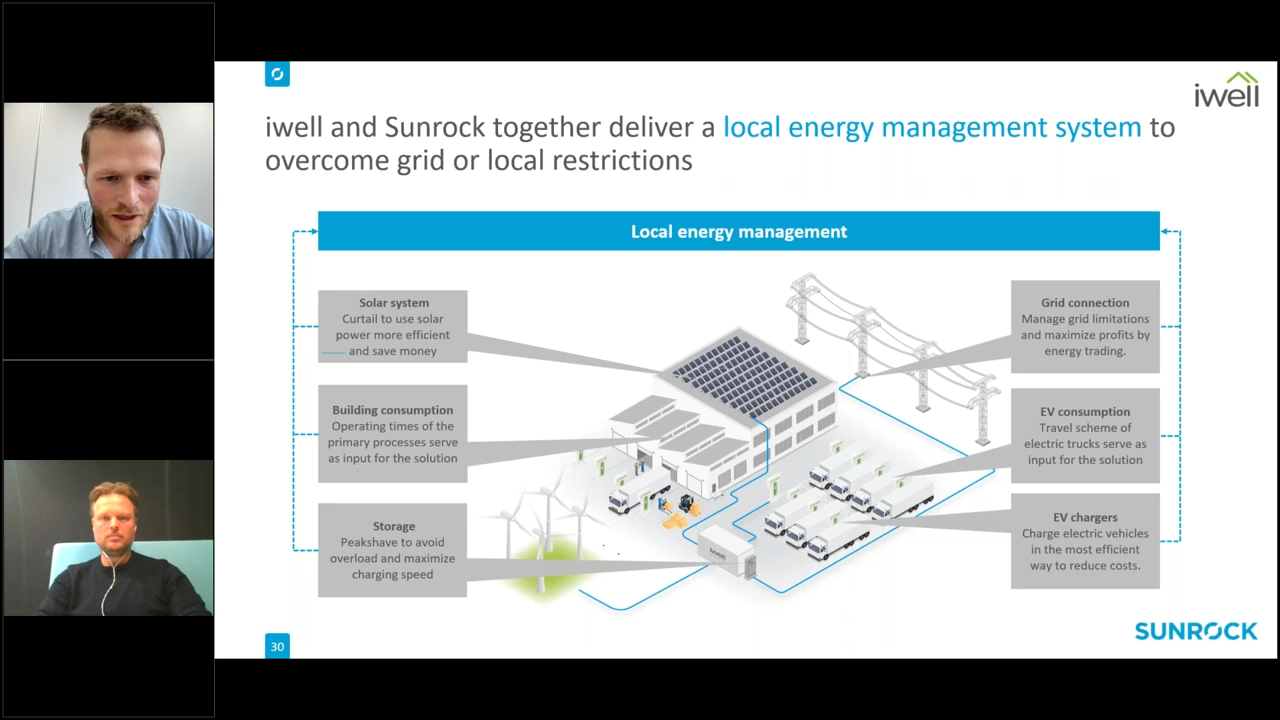 iwell
iwell and Sunrock together deliver a local energy management system to
overcome grid or local restrictions
Local energy management
Solar system
Curtail to use solar
power more efficient
and save money
Building consumption
Operating times of the
primary processes serve
as input for the solution
Storage
Peakshave to avoid
overload and maximize
charging speed
Grid connection
Manage grid limitations
and maximize profits by
energy trading.
EV consumption
Travel scheme of
electric trucks serve as
input for the solution
EV chargers
Charge electric vehicles
in the most efficient
way to reduce costs.
iwell
30
SUNROCK